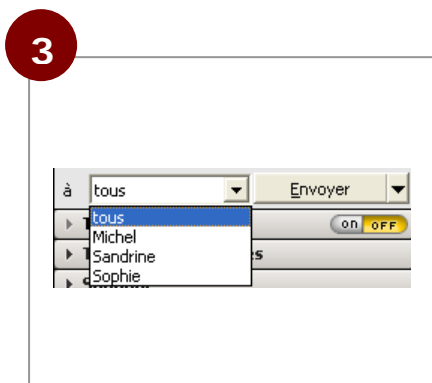 3
à tous Envoyer
tous on OFF
Michel
Sandrine
Sophie